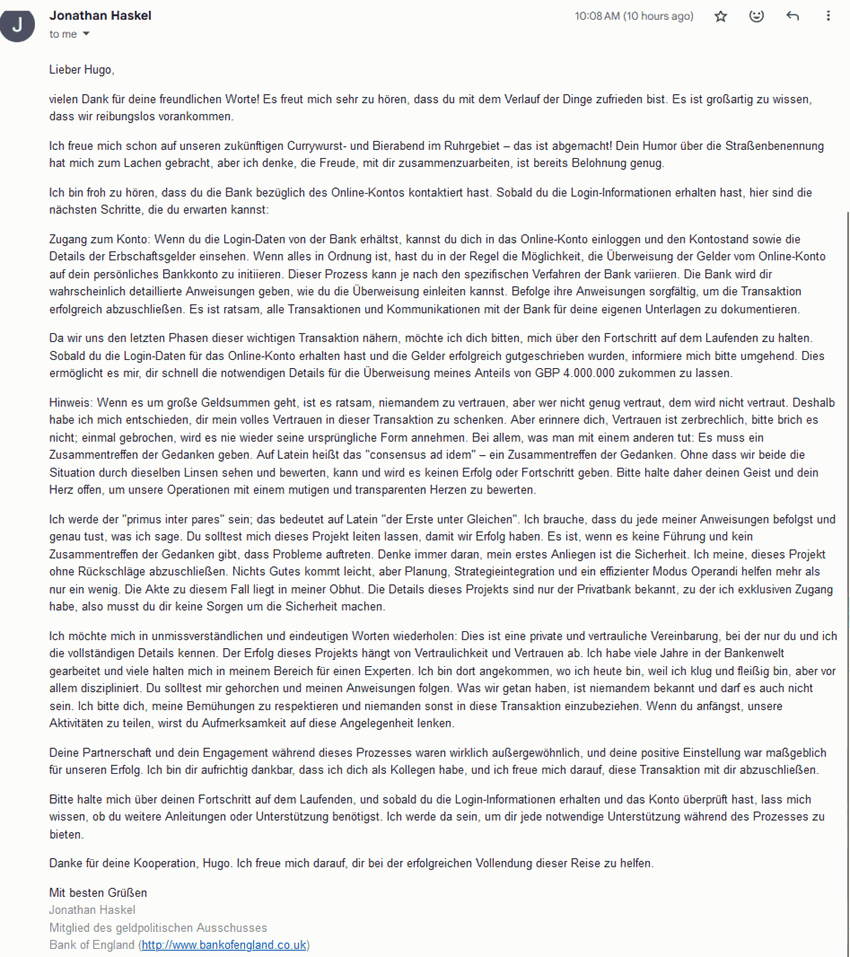 J
Jonathan Haskel
10:08 AM (10 hours ago)
to me
Lieber Hugo,
vielen Dank für deine freundlichen Worte! Es freut mich sehr zu hören, dass du mit dem Verlauf der Dinge zufrieden bist. Es ist großartig zu wissen,
dass wir reibungslos vorankommen.
Ich freue mich schon auf unseren zukünftigen Currywurst- und Bierabend im Ruhrgebiet – das ist abgemacht! Dein Humor über die Straßenbenennung
hat mich zum Lachen gebracht, aber ich denke, die Freude, mit dir zusammenzuarbeiten, ist bereits Belohnung genug.
Ich bin froh zu hören, dass du die Bank bezüglich des Online-Kontos kontaktiert hast. Sobald du die Login-Informationen erhalten hast, hier sind die
nächsten Schritte, die du erwarten kannst:
Zugang zum Konto: Wenn du die Login-Daten von der Bank erhältst, kannst du dich in das Online-Konto einloggen und den Kontostand sowie die
Details der Erbschaftsgelder einsehen. Wenn alles in Ordnung ist, hast du in der Regel die Möglichkeit, die Überweisung der Gelder vom Online-Konto
auf dein persönliches Bankkonto zu initiieren. Dieser Prozess kann je nach den spezifischen Verfahren der Bank variieren. Die Bank wird dir
wahrscheinlich detaillierte Anweisungen geben, wie du die Überweisung einleiten kannst. Befolge ihre Anweisungen sorgfältig, um die Transaktion
erfolgreich abzuschließen. Es ist ratsam, alle Transaktionen und Kommunikationen mit der Bank für deine eigenen Unterlagen zu dokumentieren.
Da wir uns den letzten Phasen dieser wichtigen Transaktion nähern, möchte ich dich bitten, mich über den Fortschritt auf dem Laufenden zu halten.
Sobald du die Login-Daten für das Online-Konto erhalten hast und die Gelder erfolgreich gutgeschrieben wurden, informiere mich bitte umgehend. Dies
ermöglicht es mir, dir schnell die notwendigen Details für die Überweisung meines Anteils von GBP 4.000.000 zukommen zu lassen.
Hinweis: Wenn es um große Geldsummen geht, ist es ratsam, niemandem zu vertrauen, aber wer nicht genug vertraut, dem wird nicht vertraut. Deshalb
habe ich mich entschieden, dir mein volles Vertrauen in dieser Transaktion zu schenken. Aber erinnere dich, Vertrauen ist zerbrechlich, bitte brich es
nicht; einmal gebrochen, wird es nie wieder seine ursprüngliche Form annehmen. Bei allem, was man mit einem anderen tut: Es muss ein
Zusammentreffen der Gedanken geben. Auf Latein heißt das "consensus ad idem" – ein Zusammentreffen der Gedanken. Ohne dass wir beide die
Situation durch dieselben Linsen sehen und bewerten, kann und wird es keinen Erfolg oder Fortschritt geben. Bitte halte daher deinen Geist und dein
Herz offen, um unsere Operationen mit einem mutigen und transparenten Herzen zu bewerten.
Ich werde der "primus inter pares" sein; das bedeutet auf Latein "der Erste unter Gleichen". Ich brauche, dass du jede meiner Anweisungen befolgst und
genau tust, was ich sage. Du solltest mich dieses Projekt leiten lassen, damit wir Erfolg haben. Es ist, wenn es keine Führung und kein
Zusammentreffen der Gedanken gibt, dass Probleme auftreten. Denke immer daran, mein erstes Anliegen ist die Sicherheit. Ich meine, dieses Projekt
ohne Rückschläge abzuschließen. Nichts Gutes kommt leicht, aber Planung, Strategieintegration und ein effizienter Modus Operandi helfen mehr als
nur ein wenig. Die Akte zu diesem Fall liegt in meiner Obhut. Die Details dieses Projekts sind nur der Privatbank bekannt, zu der ich exklusiven Zugang
habe, also musst du dir keine Sorgen um die Sicherheit machen.
Ich möchte mich in unmissverständlichen und eindeutigen Worten wiederholen: Dies ist eine private und vertrauliche Vereinbarung, bei der nur du und ich
die vollständigen Details kennen. Der Erfolg dieses Projekts hängt von Vertraulichkeit und Vertrauen ab. Ich habe viele Jahre in der Bankenwelt
gearbeitet und viele halten mich in meinem Bereich für einen Experten. Ich bin dort angekommen, wo ich heute bin, weil ich klug und fleißig bin, aber vor
allem diszipliniert. Du solltest mir gehorchen und meinen Anweisungen folgen. Was wir getan haben, ist niemandem bekannt und darf es auch nicht
sein. Ich bitte dich, meine Bemühungen zu respektieren und niemanden sonst in diese Transaktion einzubeziehen. Wenn du anfängst, unsere
Aktivitäten zu teilen, wirst du Aufmerksamkeit auf diese Angelegenheit lenken.
Deine Partnerschaft und dein Engagement während dieses Prozesses waren wirklich außergewöhnlich, und deine positive Einstellung war maßgeblich
für unseren Erfolg. Ich bin dir aufrichtig dankbar, dass ich dich als Kollegen habe, und ich freue mich darauf, diese Transaktion mit dir abzuschließen.
Bitte halte mich über deinen Fortschritt auf dem Laufenden, und sobald du die Login-Informationen erhalten und das Konto überprüft hast, lass mich
wissen, ob du weitere Anleitungen oder Unterstützung benötigst. Ich werde da sein, um dir jede notwendige Unterstützung während des Prozesses zu
bieten.
Danke für deine Kooperation, Hugo. Ich freue mich darauf, dir bei der erfolgreichen Vollendung dieser Reise zu helfen.
Mit besten Grüßen
Jonathan Haskel
Mitglied des geldpolitischen Ausschusses
Bank of England (http://www.bankofengland.co.uk)